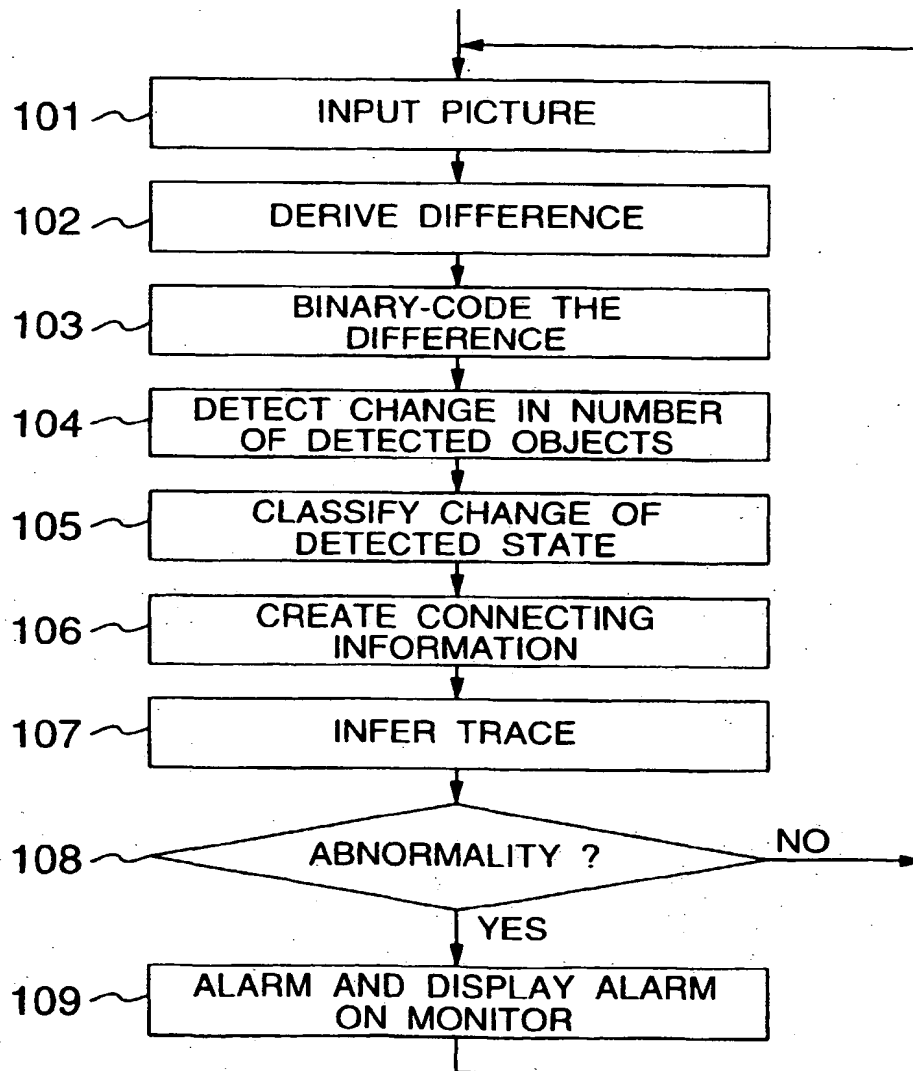 101
INPUT PICTURE
102
DERIVE DIFFERENCE
103
BINARY-CODE THE
DIFFERENCE
104
DETECT CHANGE IN NUMBER
OF DETECTED OBJECTS
105
CLASSIFY CHANGE OF
DETECTED STATE
106
CREATE CONNECTING
INFORMATION
107
INFER TRACE
108
ABNORMALITY ?
NO
YES
109
ALARM AND DISPLAY ALARM
ON MONITOR